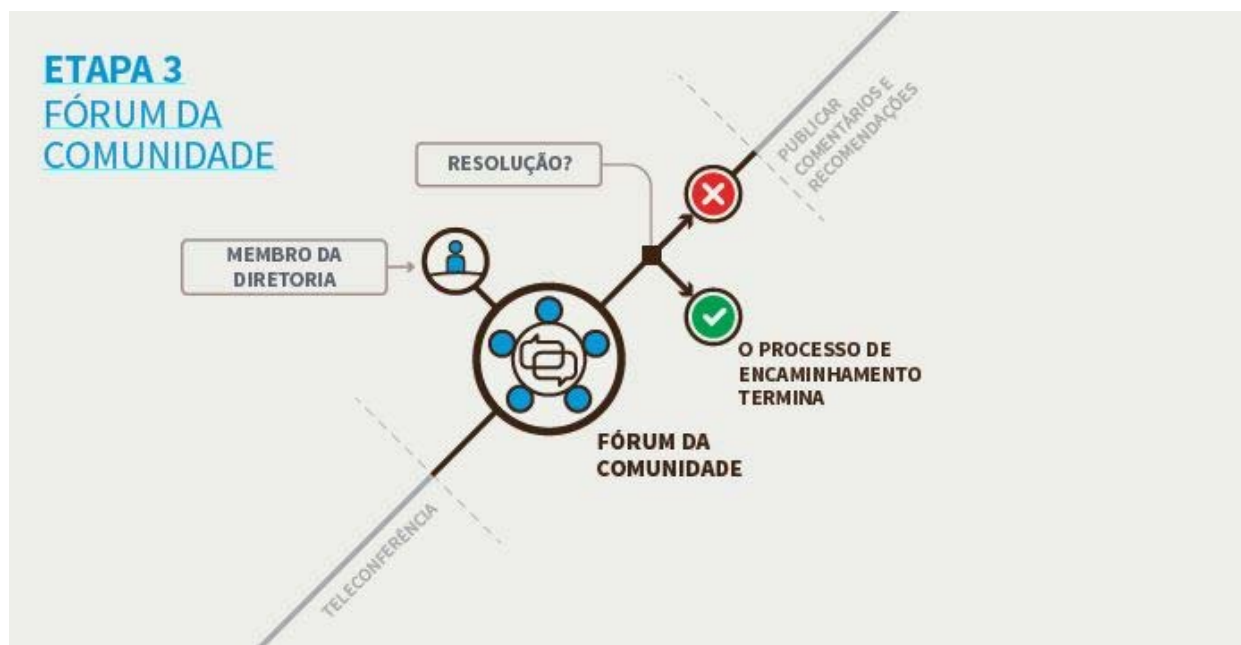 ETAPA 3
FÓRUM DA
COMUNIDADE
RESOLUÇÃO?
MEMBRO DA
DIRETORIA
PUBLICAR
COMENTÁRIOS E
RECOMENDAÇÕES
O PROCESSO DE
ENCAMINHAMENTO
TERMINA
FÓRUM DA
COMUNIDADE
TELECONFERÊNCIA